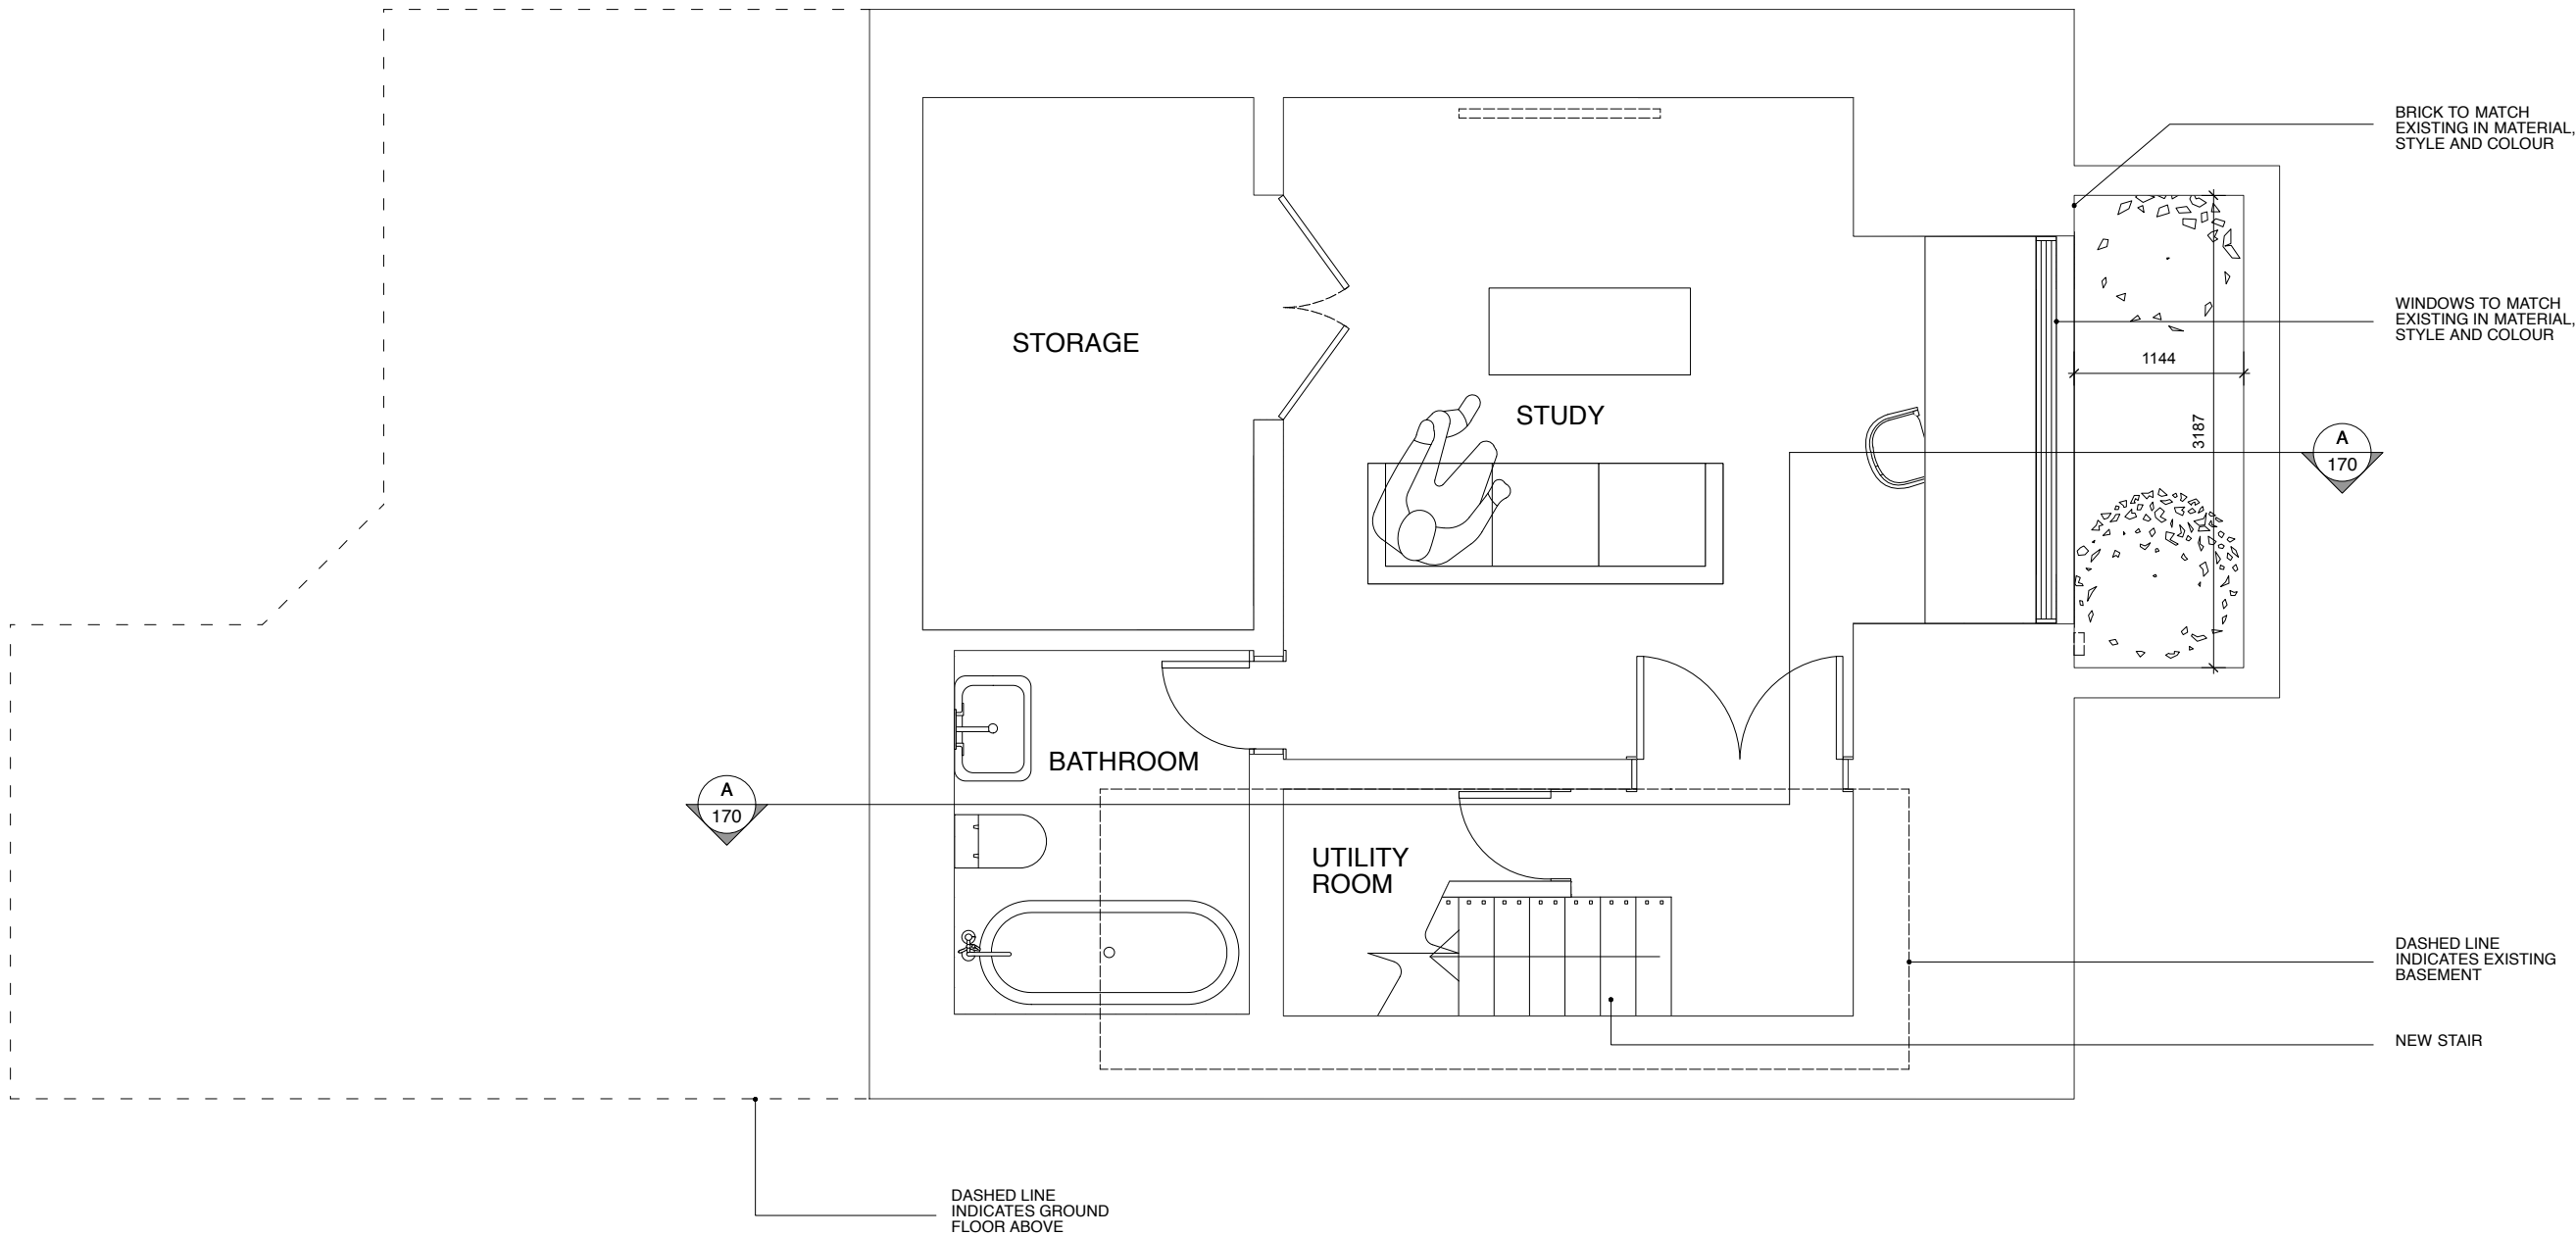 BRICK TO MATCH
EXISTING IN MATERIAL,
STYLE AND COLOUR
WINDOWS TO MATCH
EXISTING IN MATERIAL,
STYLE AND COLOUR
STORAGE
1144
STUDY
3187
A
170
BATHROOM
A
170
UTILITY
ROOM
DASHED LINE
INDICATES EXISTING
BASEMENT
NEW STAIR
DASHED LINE
INDICATES GROUND
FLOOR ABOVE